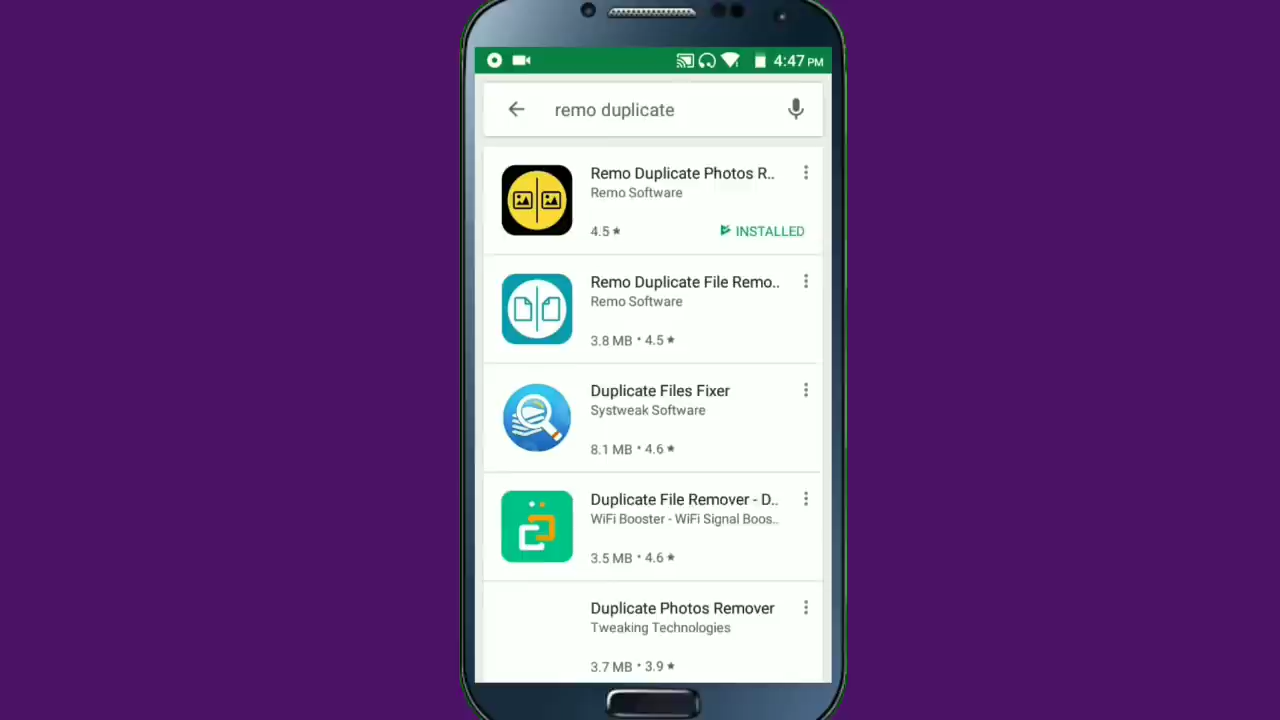 4:47 PM
remo duplicate
Remo Duplicate Photos R..
Remo Software
4.5 ★
INSTALLED
Remo Duplicate File Remo..
Remo Software
3.8 MB • 4.5 ★
Duplicate Files Fixer
Systweak Software
8.1 MB • 4.6 ★
Duplicate File Remover - D..
WiFi Booster - WiFi Signal Boos..
3.5 MB • 4.6 ★
Duplicate Photos Remover
Tweaking Technologies
3.7 MB • 3.9 ★